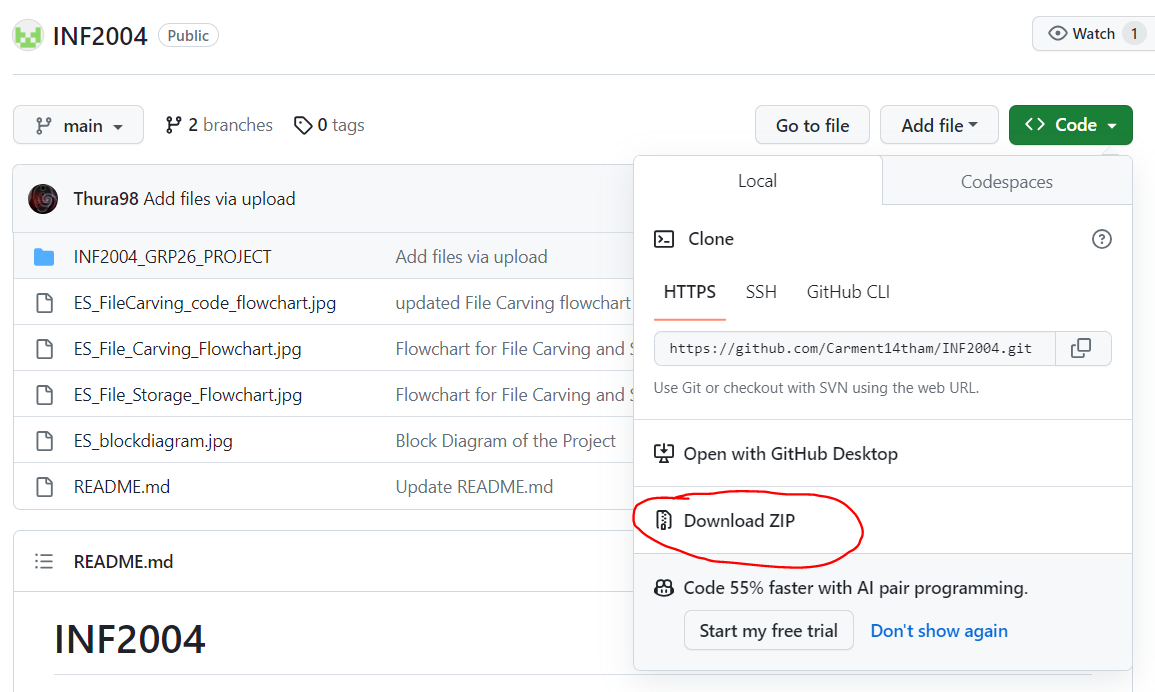 INF2004 Public Watch 1
main 2 branches 0 tags Go to file Add file Code
Thura98 Add files via upload
INF2004_GRP26_PROJECT Add files via upload
ES_FileCarving_code_flowchart.jpg updated File Carving flowchart
ES_File_Carving_Flowchart.jpg Flowchart for File Carving and S
ES_File_Storage_Flowchart.jpg Flowchart for File Carving and S
ES_blockdiagram.jpg Block Diagram of the Project
README.md Update README.md
README.md
INF2004
Local Codespaces
Clone
HTTPS SSH GitHub CLI
https://github.com/Carment14tham/INF2004.git
Use Git or checkout with SVN using the web URL.
Open with GitHub Desktop
Download ZIP
Code 55% faster with AI pair programming.
Start my free trial Don't show again